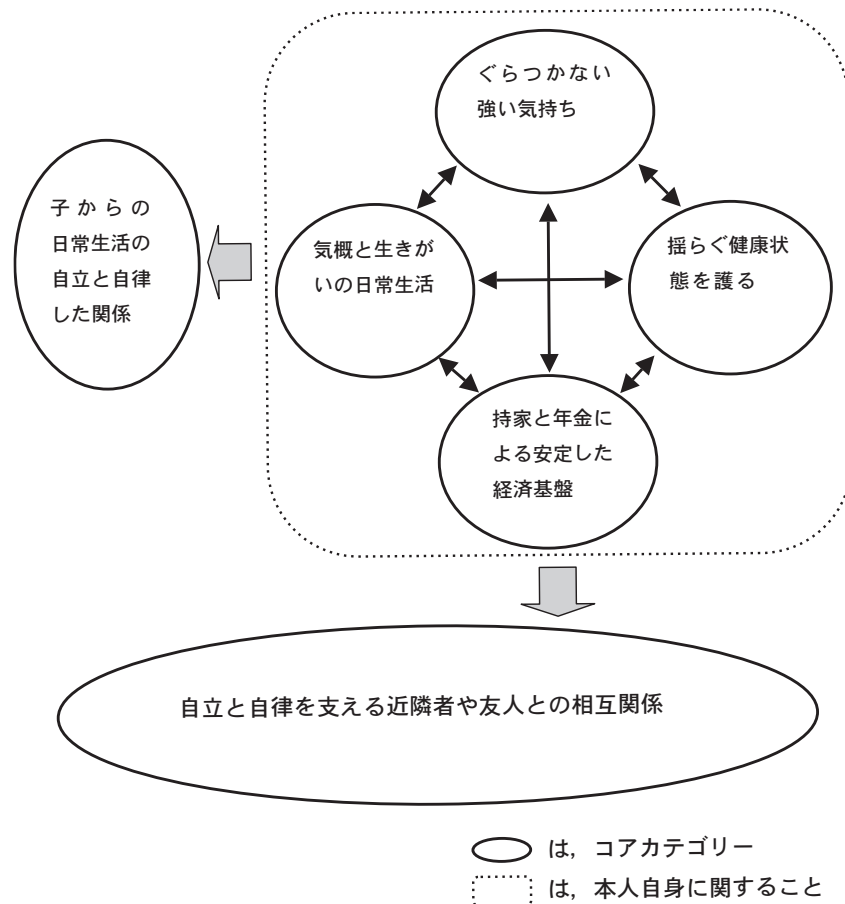 ぐらつかない
強い気持ち
子からの
日常生活の
自立と自律
した関係
気概と生きが
いの日常生活
揺らぐ健康状
態を護る
持家と年金に
よる安定した
経済基盤
自立と自律を支える近隣者や友人との相互関係
は，コアカテゴリー
は，本人自身に関すること